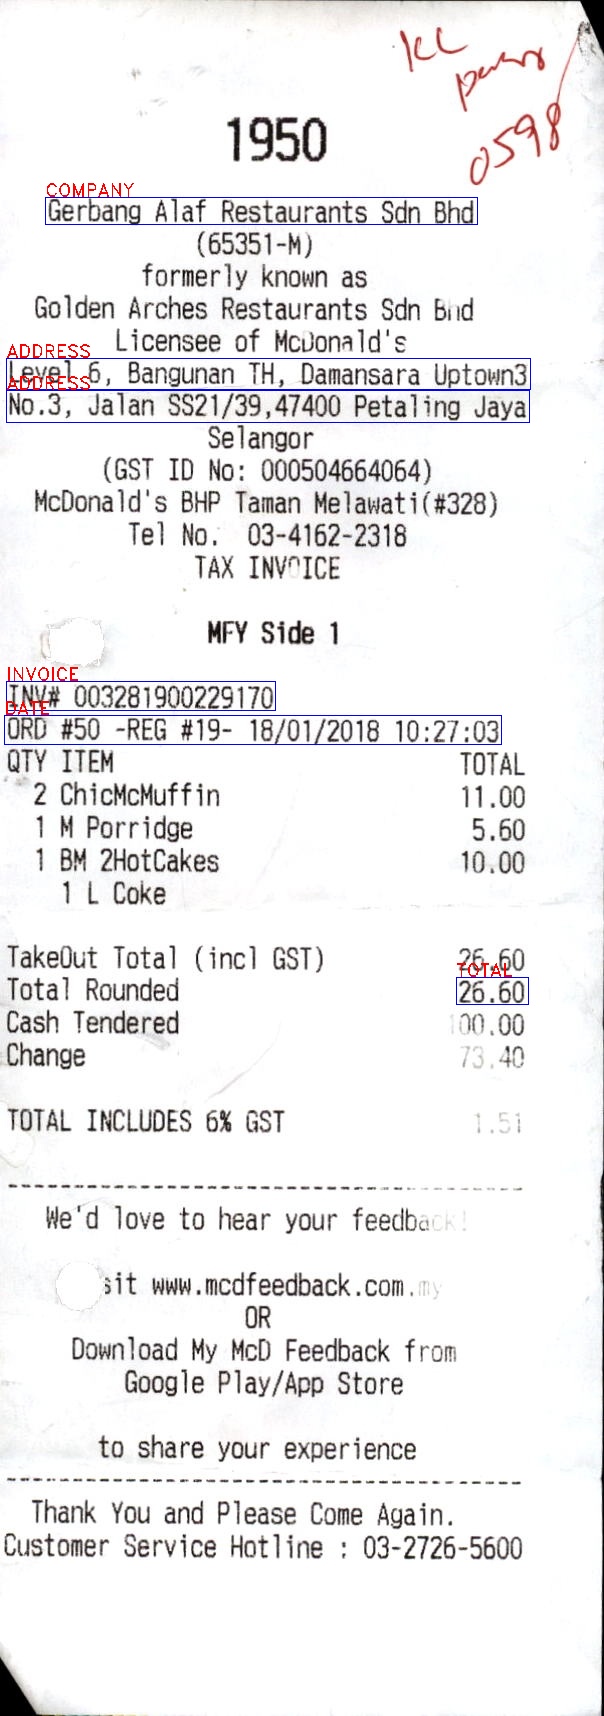 KL
0598
1950
COMPANY
Gerbang Alaf Restaurants Sdn Bhd
(65351-M)
formerly known as
Golden Arches Restaurants Sdn Bhd
Licensee of McDonald's
ADDRESS
Level 6, Bangunan TH, Damansara Uptown3
ADDRESS
No.3, Jalan SS21/39,47400 Petaling Jaya
Selangor
(GST ID No: 000504664064)
McDonald's BHP Taman Melawati(#328)
Tel No. 03-4162-2318
TAX INVOICE
MFY Side 1
INVOICE
INV# 003281900229170
DATE
ORD #50 -REG #19- 18/01/2018 10:27:03
QTY ITEM TOTAL
2 ChicMcMuffin 11.00
1 M Porridge 5.60
1 BM 2HotCakes 10.00
1 L Coke
TakeOut Total (incl GST) 26.60
TOTAL
Total Rounded 26.60
Cash Tendered 100.00
Change 73.40
TOTAL INCLUDES 6% GST 1.51
We'd love to hear your feedback!
sit www.mcdfeedback.com.my
OR
Download My McD Feedback from
Google Play/App Store
to share your experience
Thank You and Please Come Again.
Customer Service Hotline : 03-2726-5600